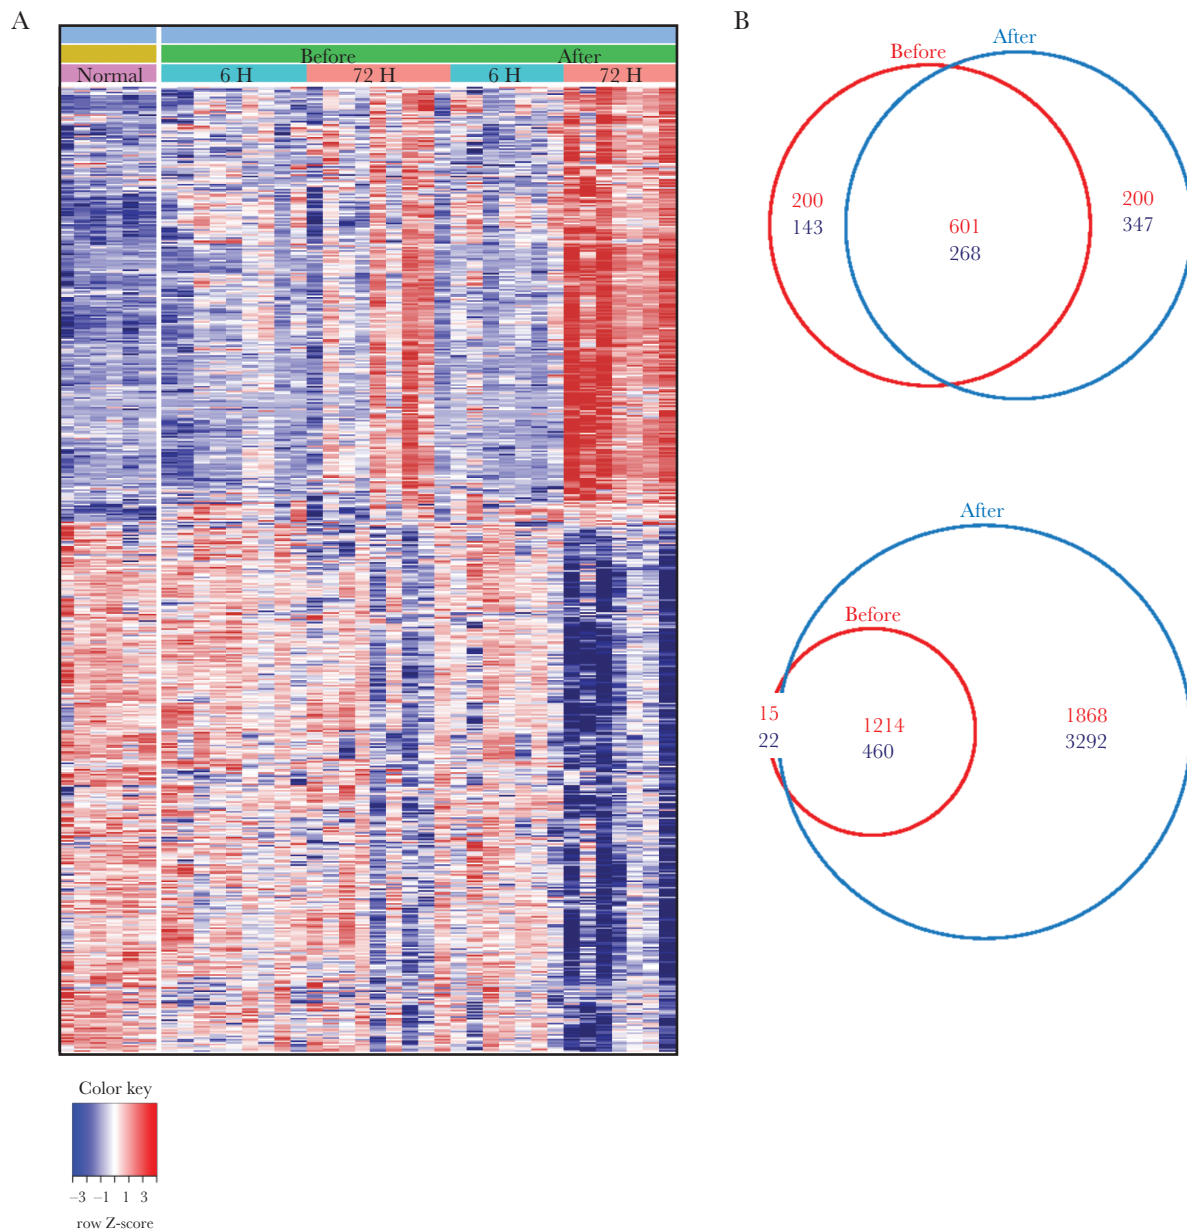 A
Before
After
Normal
6 H
72 H
6 H
72 H
Color key
–3 –1 1 3
row Z-score
B
Before
After
200
143
601
268
200
347
After
Before
15
22
1214
460
1868
3292